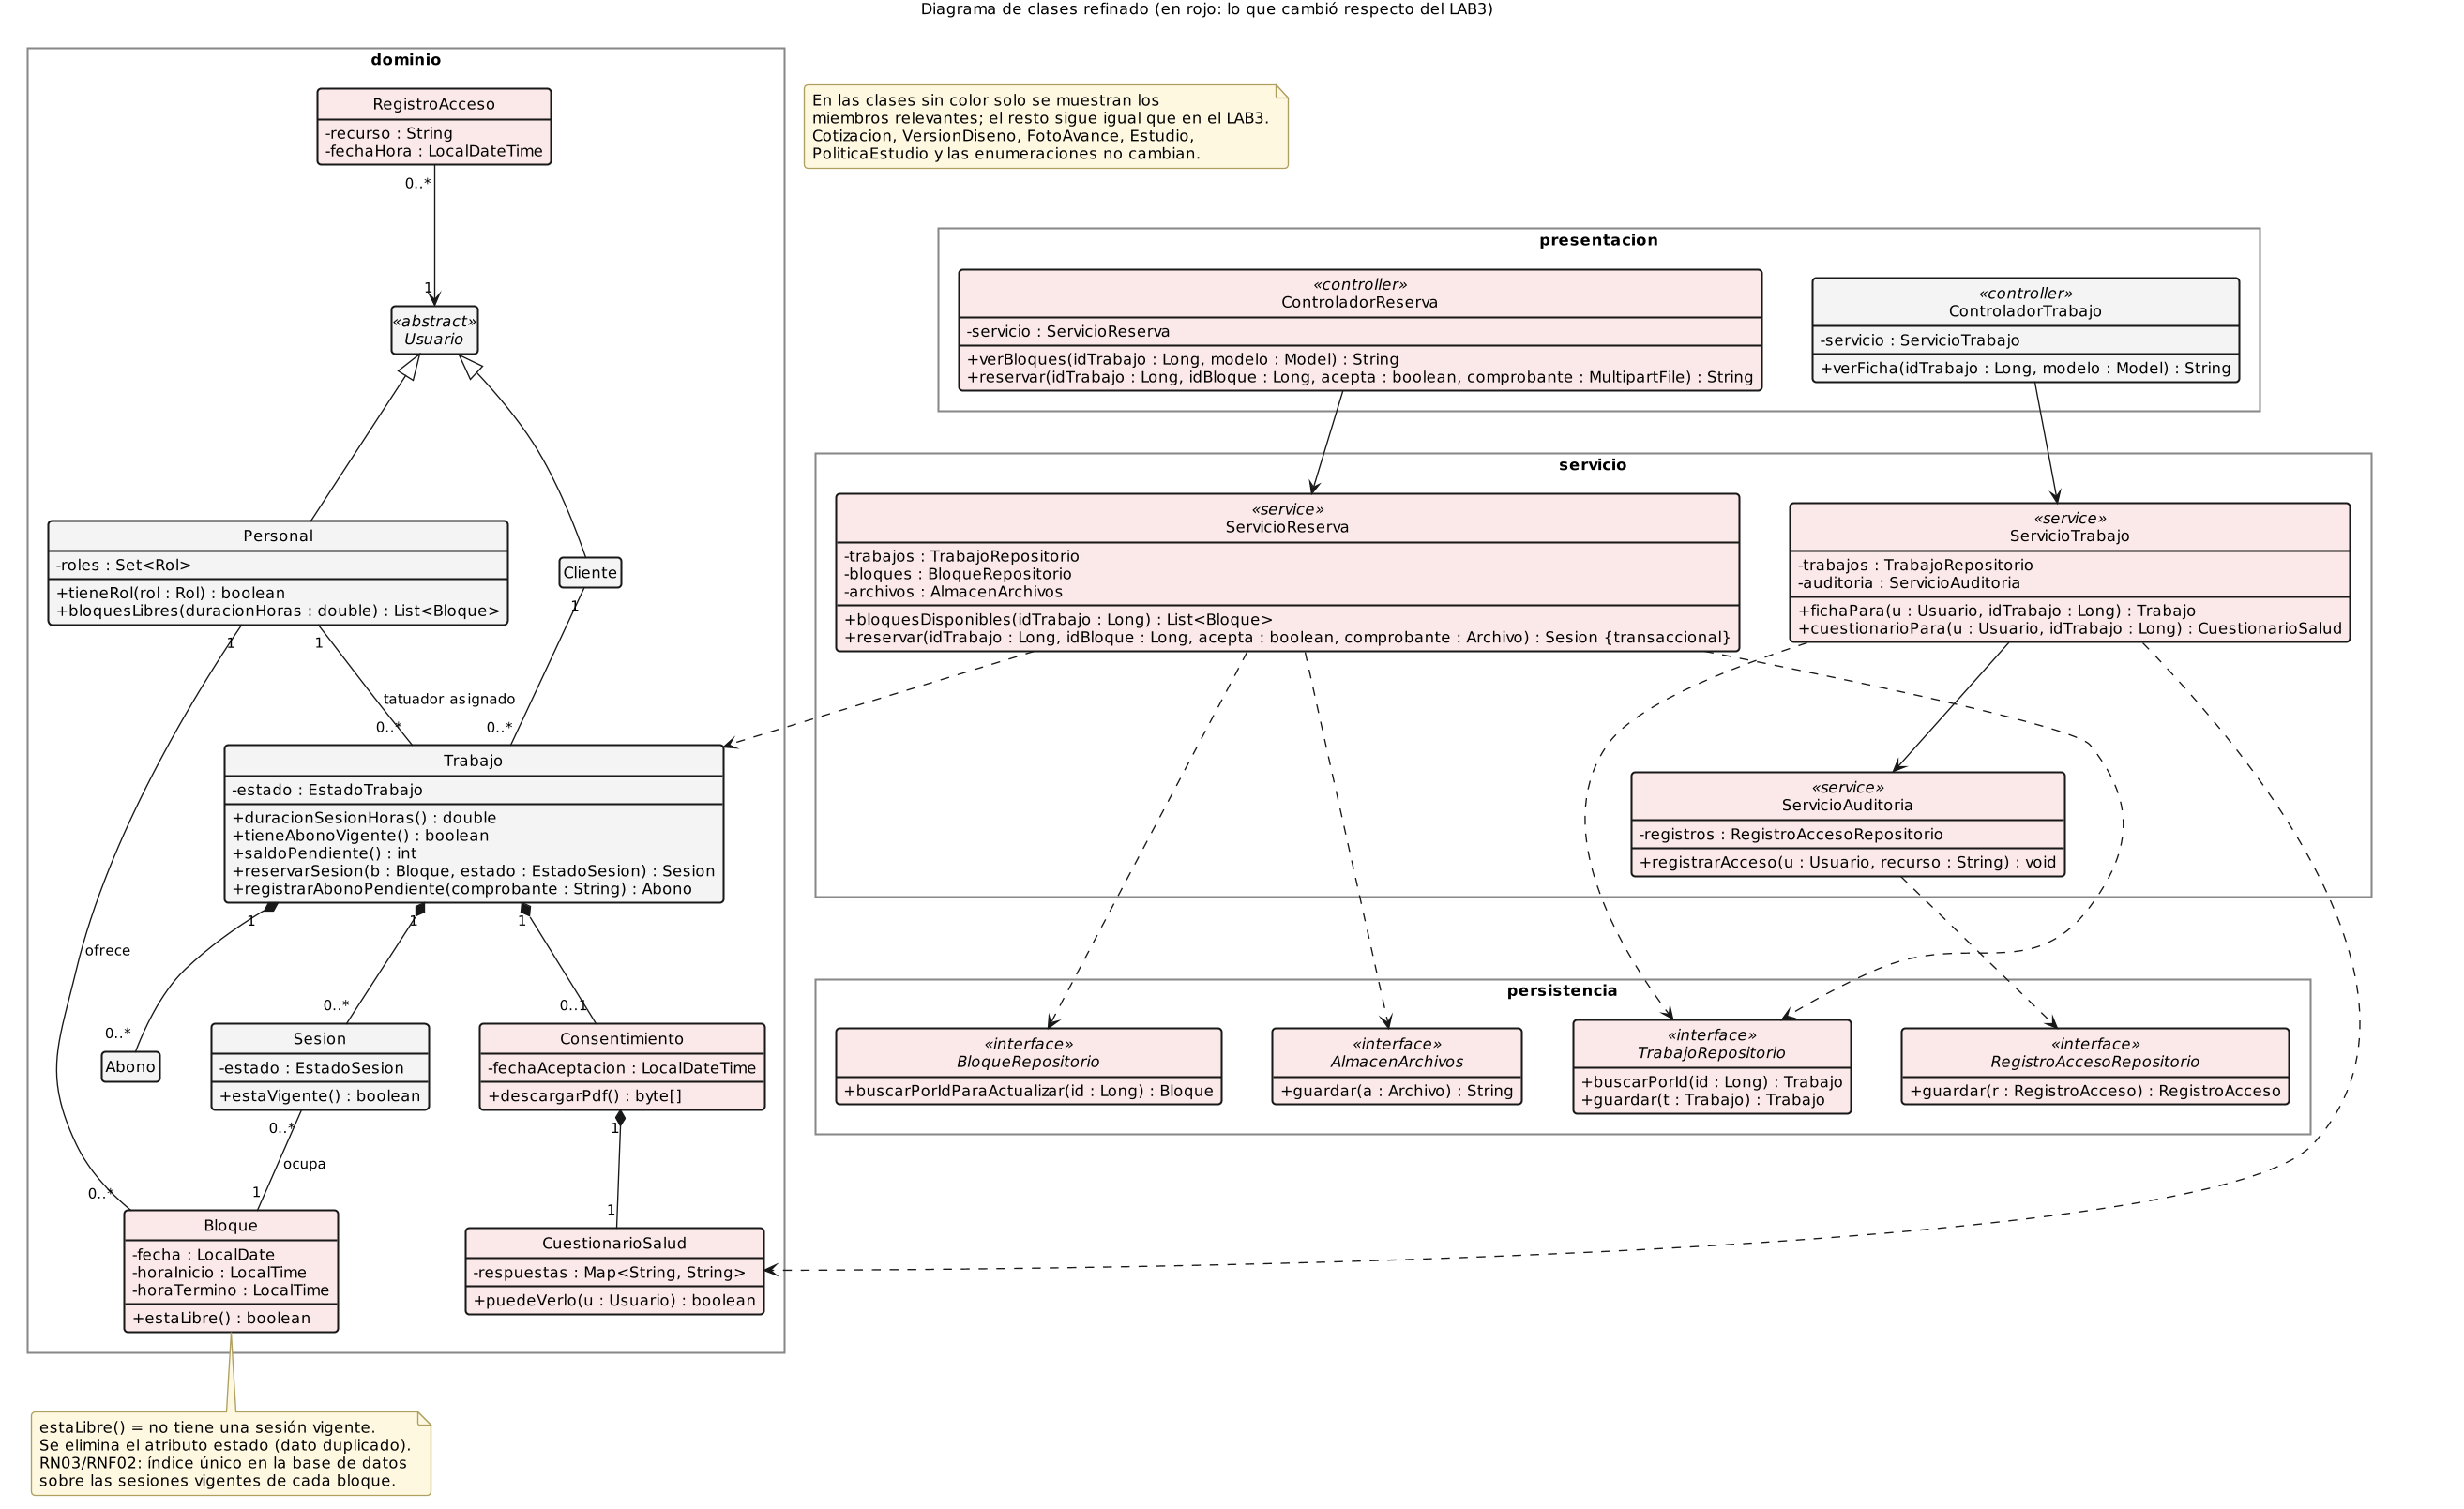 Diagrama de clases refinado (en rojo: lo que cambió respecto del LAB3)
dominio
RegistroAcceso
-recurso : String
-fechaHora : LocalDateTime
0..*
1
«abstract»
Usuario
Personal
-roles : Set<Rol>
+tieneRol(rol : Rol) : boolean
+bloquesLibres(duracionHoras : double) : List<Bloque>
Cliente
1
1
1
tatuador asignado
0..*
0..*
Trabajo
-estado : EstadoTrabajo
+duracionSesionHoras() : double
+tieneAbonoVigente() : boolean
+saldoPendiente() : int
+reservarSesion(b : Bloque, estado : EstadoSesion) : Sesion
+registrarAbonoPendiente(comprobante : String) : Abono
1
1
1
ofrece
0..*
0..*
0..1
Abono
Sesion
-estado : EstadoSesion
+estaVigente() : boolean
Consentimiento
-fechaAceptacion : LocalDateTime
+descargarPdf() : byte[]
0..*
1
ocupa
0..*
1
1
Bloque
-fecha : LocalDate
-horaInicio : LocalTime
-horaTermino : LocalTime
+estaLibre() : boolean
CuestionarioSalud
-respuestas : Map<String, String>
+puedeVerlo(u : Usuario) : boolean
estaLibre() = no tiene una sesión vigente.
Se elimina el atributo estado (dato duplicado).
RN03/RNF02: índice único en la base de datos
sobre las sesiones vigentes de cada bloque.
En las clases sin color solo se muestran los
miembros relevantes; el resto sigue igual que en el LAB3.
Cotizacion, VersionDiseno, FotoAvance, Estudio,
PoliticaEstudio y las enumeraciones no cambian.
presentacion
«controller»
ControladorReserva
-servicio : ServicioReserva
+verBloques(idTrabajo : Long, modelo : Model) : String
+reservar(idTrabajo : Long, idBloque : Long, acepta : boolean, comprobante : MultipartFile) : String
«controller»
ControladorTrabajo
-servicio : ServicioTrabajo
+verFicha(idTrabajo : Long, modelo : Model) : String
servicio
«service»
ServicioReserva
-trabajos : TrabajoRepositorio
-bloques : BloqueRepositorio
-archivos : AlmacenArchivos
+bloquesDisponibles(idTrabajo : Long) : List<Bloque>
+reservar(idTrabajo : Long, idBloque : Long, acepta : boolean, comprobante : Archivo) : Sesion {transaccional}
«service»
ServicioTrabajo
-trabajos : TrabajoRepositorio
-auditoria : ServicioAuditoria
+fichaPara(u : Usuario, idTrabajo : Long) : Trabajo
+cuestionarioPara(u : Usuario, idTrabajo : Long) : CuestionarioSalud
«service»
ServicioAuditoria
-registros : RegistroAccesoRepositorio
+registrarAcceso(u : Usuario, recurso : String) : void
persistencia
«interface»
BloqueRepositorio
+buscarPorIdParaActualizar(id : Long) : Bloque
«interface»
AlmacenArchivos
+guardar(a : Archivo) : String
«interface»
TrabajoRepositorio
+buscarPorId(id : Long) : Trabajo
+guardar(t : Trabajo) : Trabajo
«interface»
RegistroAccesoRepositorio
+guardar(r : RegistroAcceso) : RegistroAcceso